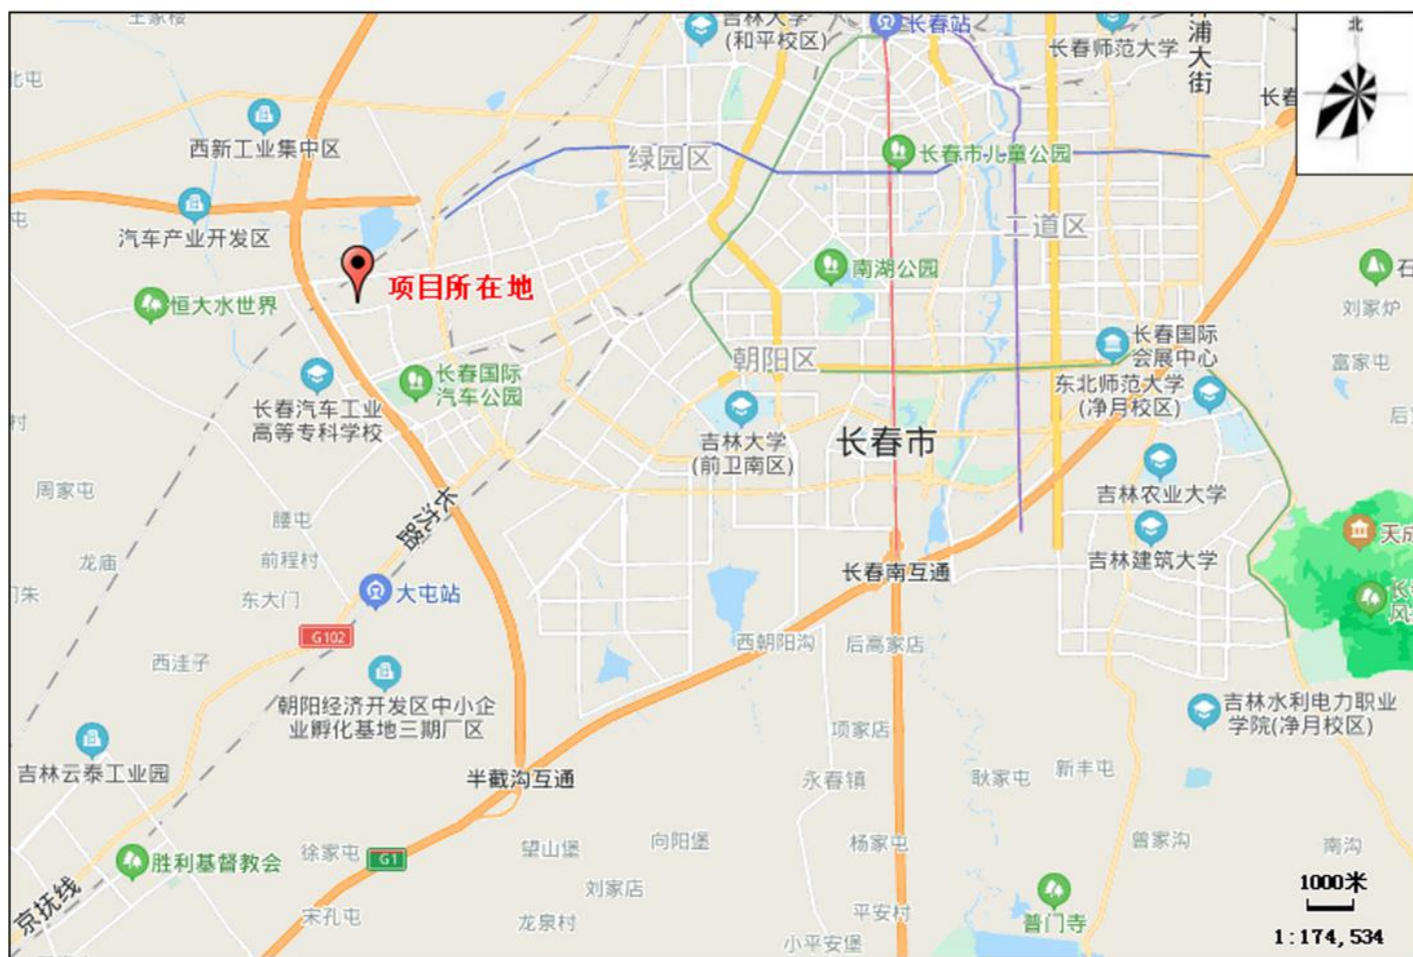 王家楼
吉林大学
(和平校区)
长春站
长春师范大学
浦大
街
北
北屯
西新工业集中区
绿园区
长春市儿童公园
屯
汽车产业开发区
二道区
南湖公园
石
项目所在地
恒大水世界
刘家炉
长春国际
会展中心
朝阳区
富家屯
长春国际
汽车公园
东北师范大学
(净月校区)
长春汽车工业
高等专科学校
村
吉林大学
(前卫南区)
长春市
周家屯
吉林农业大学
腰屯
长沈路
龙庙
前程村
天成
吉林建筑大学
长春南互通
大屯站
东大门
G102
西洼子
西朝阳沟
后高家店
朝阳经济开发区中小企
业孵化基地三期厂区
吉林水利电力职业
学院(净月校区)
项家店
吉林云泰工业园
半截沟互通
永春镇
耿家屯
新丰屯
徐家屯
G1
望山堡
向阳堡
杨家屯
曾家沟
南沟
胜利基督教会
刘家店
1000米
京抚线
宋孔屯
龙泉村
平安村
普门寺
小平安堡
1:174,534